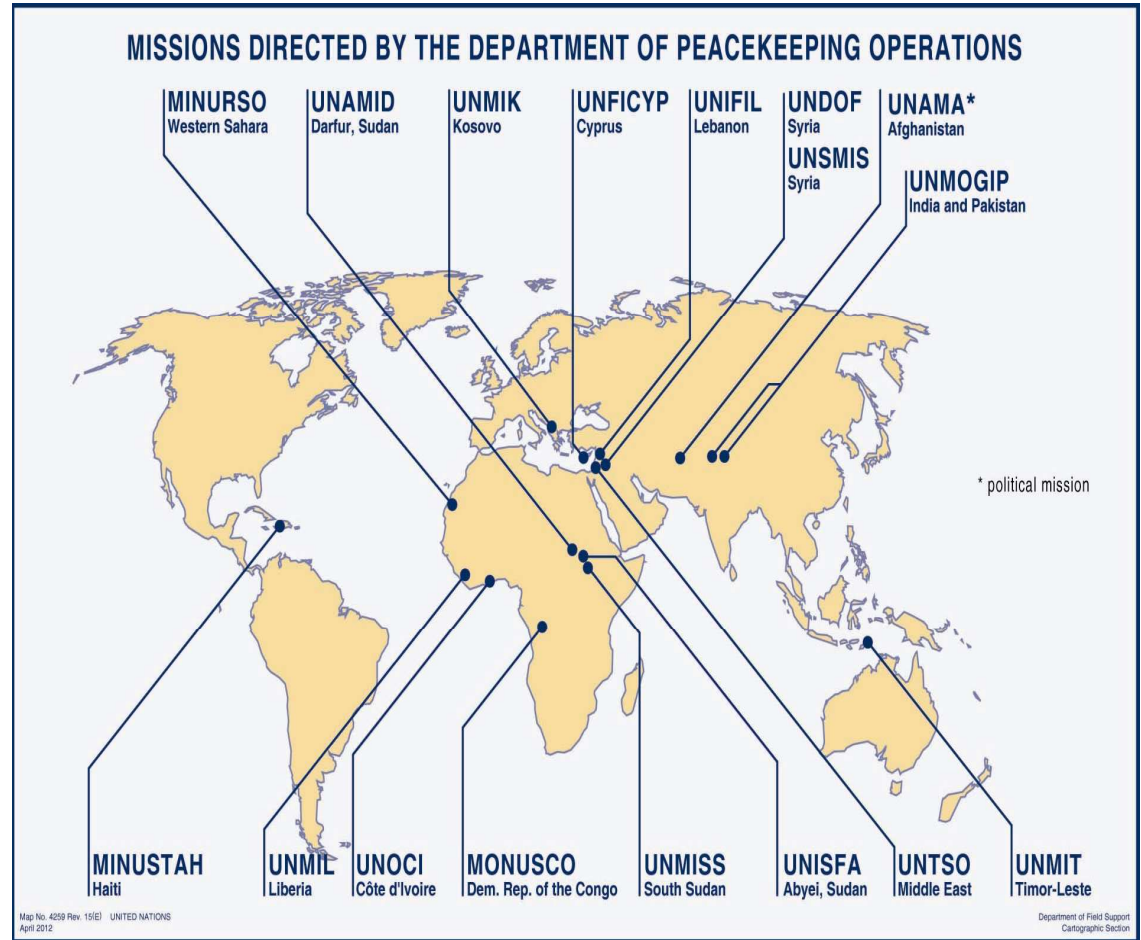 MISSIONS DIRECTED BY THE DEPARTMENT OF PEACEKEEPING OPERATIONS
MINURSO
Western Sahara
UNAMID
Darfur, Sudan
UNMIK
Kosovo
UNFICYP
Cyprus
UNIFIL
Lebanon
UNDOF
Syria
UNSMIS
Syria
UNAMA*
Afghanistan
UNMOGIP
India and Pakistan
* political mission
MINUSTAH
Haiti
UNMIL
Liberia
UNOCI
Côte d'Ivoire
MONUSCO
Dem. Rep. of the Congo
UNMISS
South Sudan
UNISFA
Abyei, Sudan
UNTSO
Middle East
UNMIT
Timor-Leste
Map No. 4259 Rev. 15(E) UNITED NATIONS
April 2012
Department of Field Support
Cartographic Section